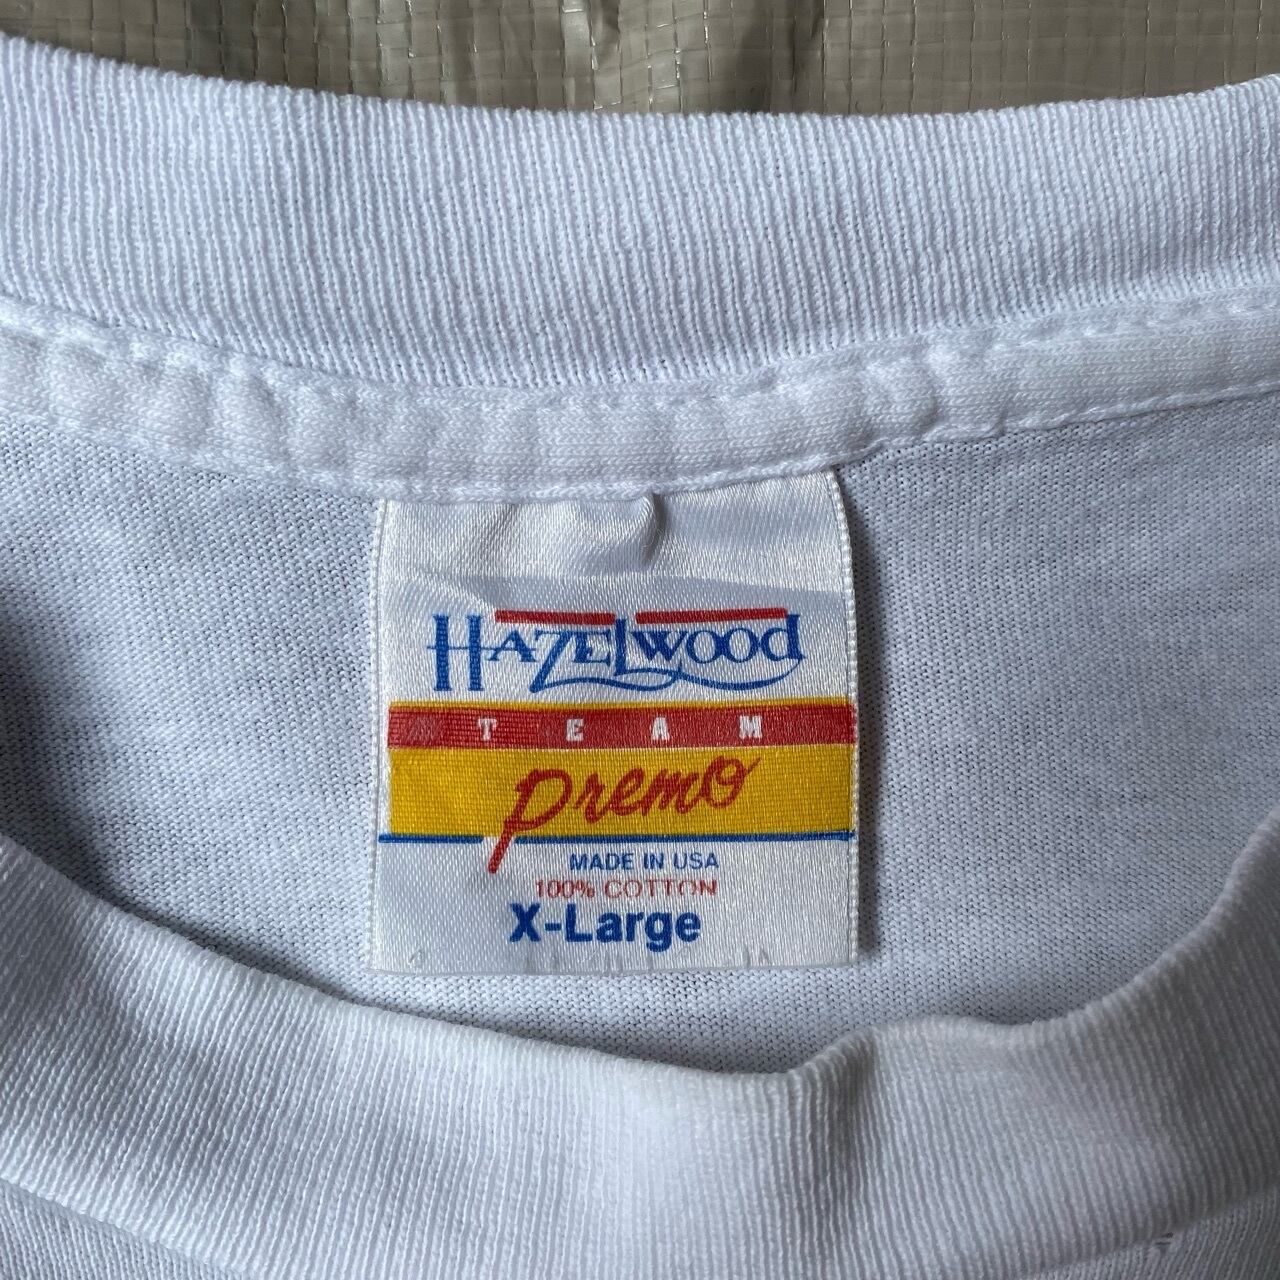 HAZELWOOD
TEAM
Premo
MADE IN USA
100% COTTON
X-Large